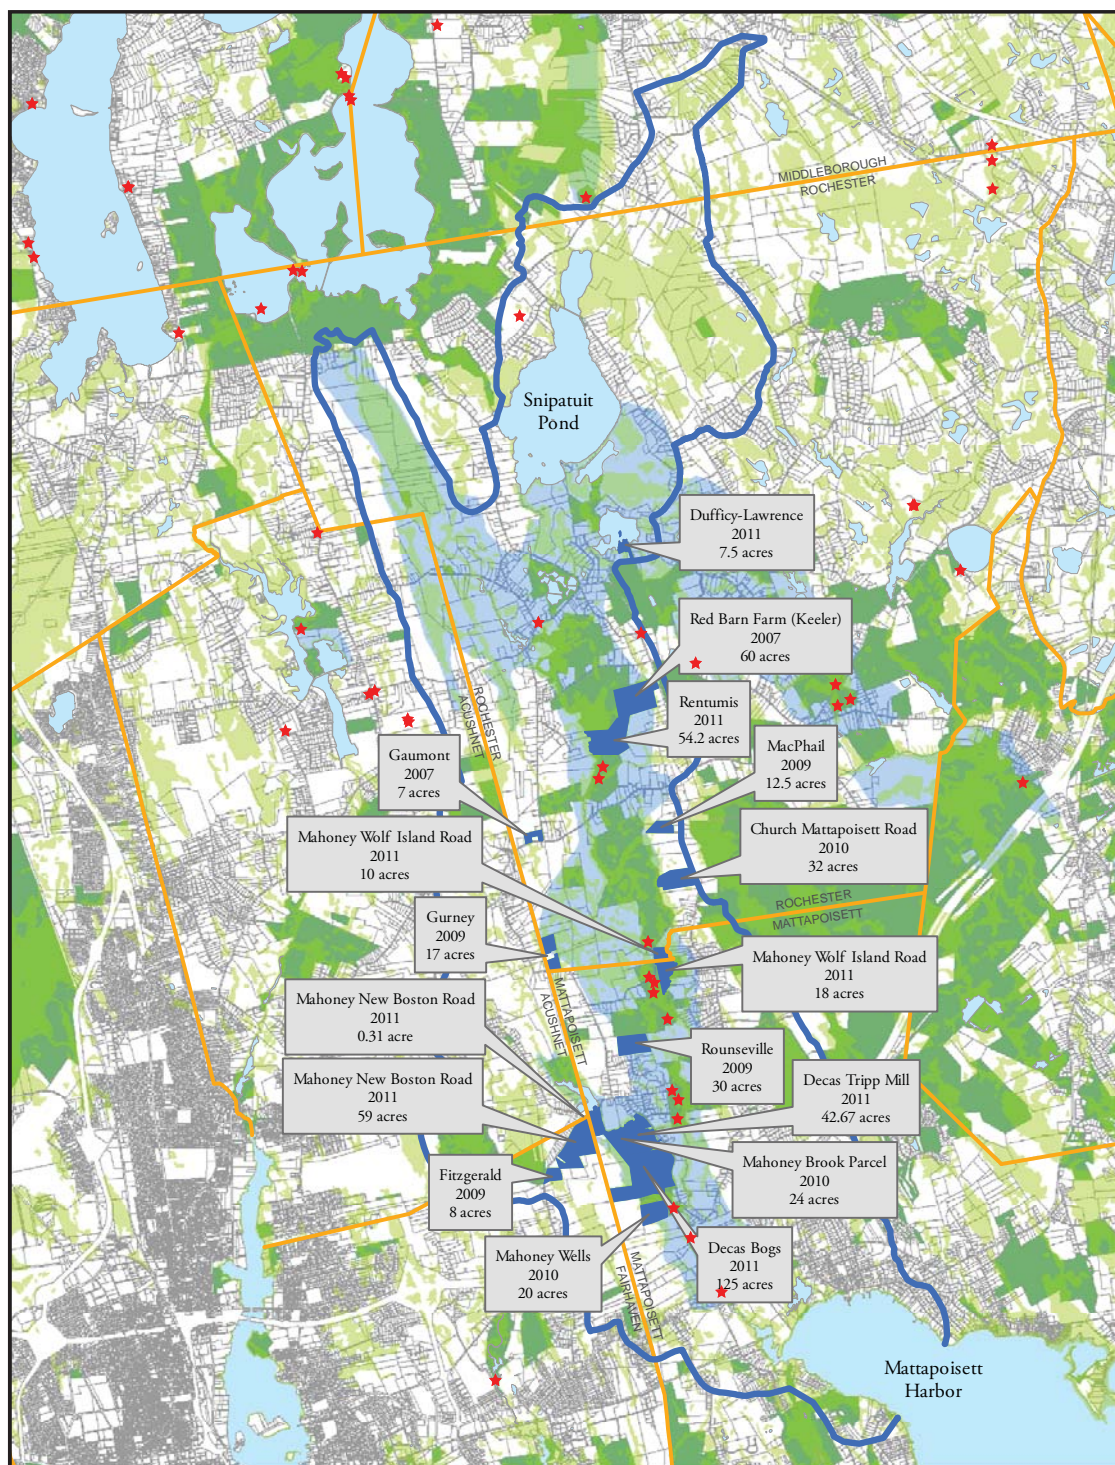 MIDDLEBOROUGH
ROCHESTER
Snipatuit
Pond
Dufficy-Lawrence
2011
7.5 acres
Red Barn Farm (Keeler)
2007
60 acres
ROCHESTER
ACUSHNET
Rentumis
2011
54.2 acres
Gaumont
2007
7 acres
MacPhail
2009
12.5 acres
Mahoney Wolf Island Road
2011
10 acres
Church Mattapoisett Road
2010
32 acres
ROCHESTER
MATTAPOISETT
Gurney
2009
17 acres
Mahoney Wolf Island Road
2011
18 acres
MATTAPOISETT
ACUSHNET
Mahoney New Boston Road
2011
0.31 acre
Rounseville
2009
30 acres
Mahoney New Boston Road
2011
59 acres
Decas Tripp Mill
2011
42.67 acres
Mahoney Brook Parcel
2010
24 acres
Fitzgerald
2009
8 acres
Mahoney Wells
2010
20 acres
Decas Bogs
2011
125 acres
MATTAPOISETT
FAIRHAVEN
Mattapoisett
Harbor